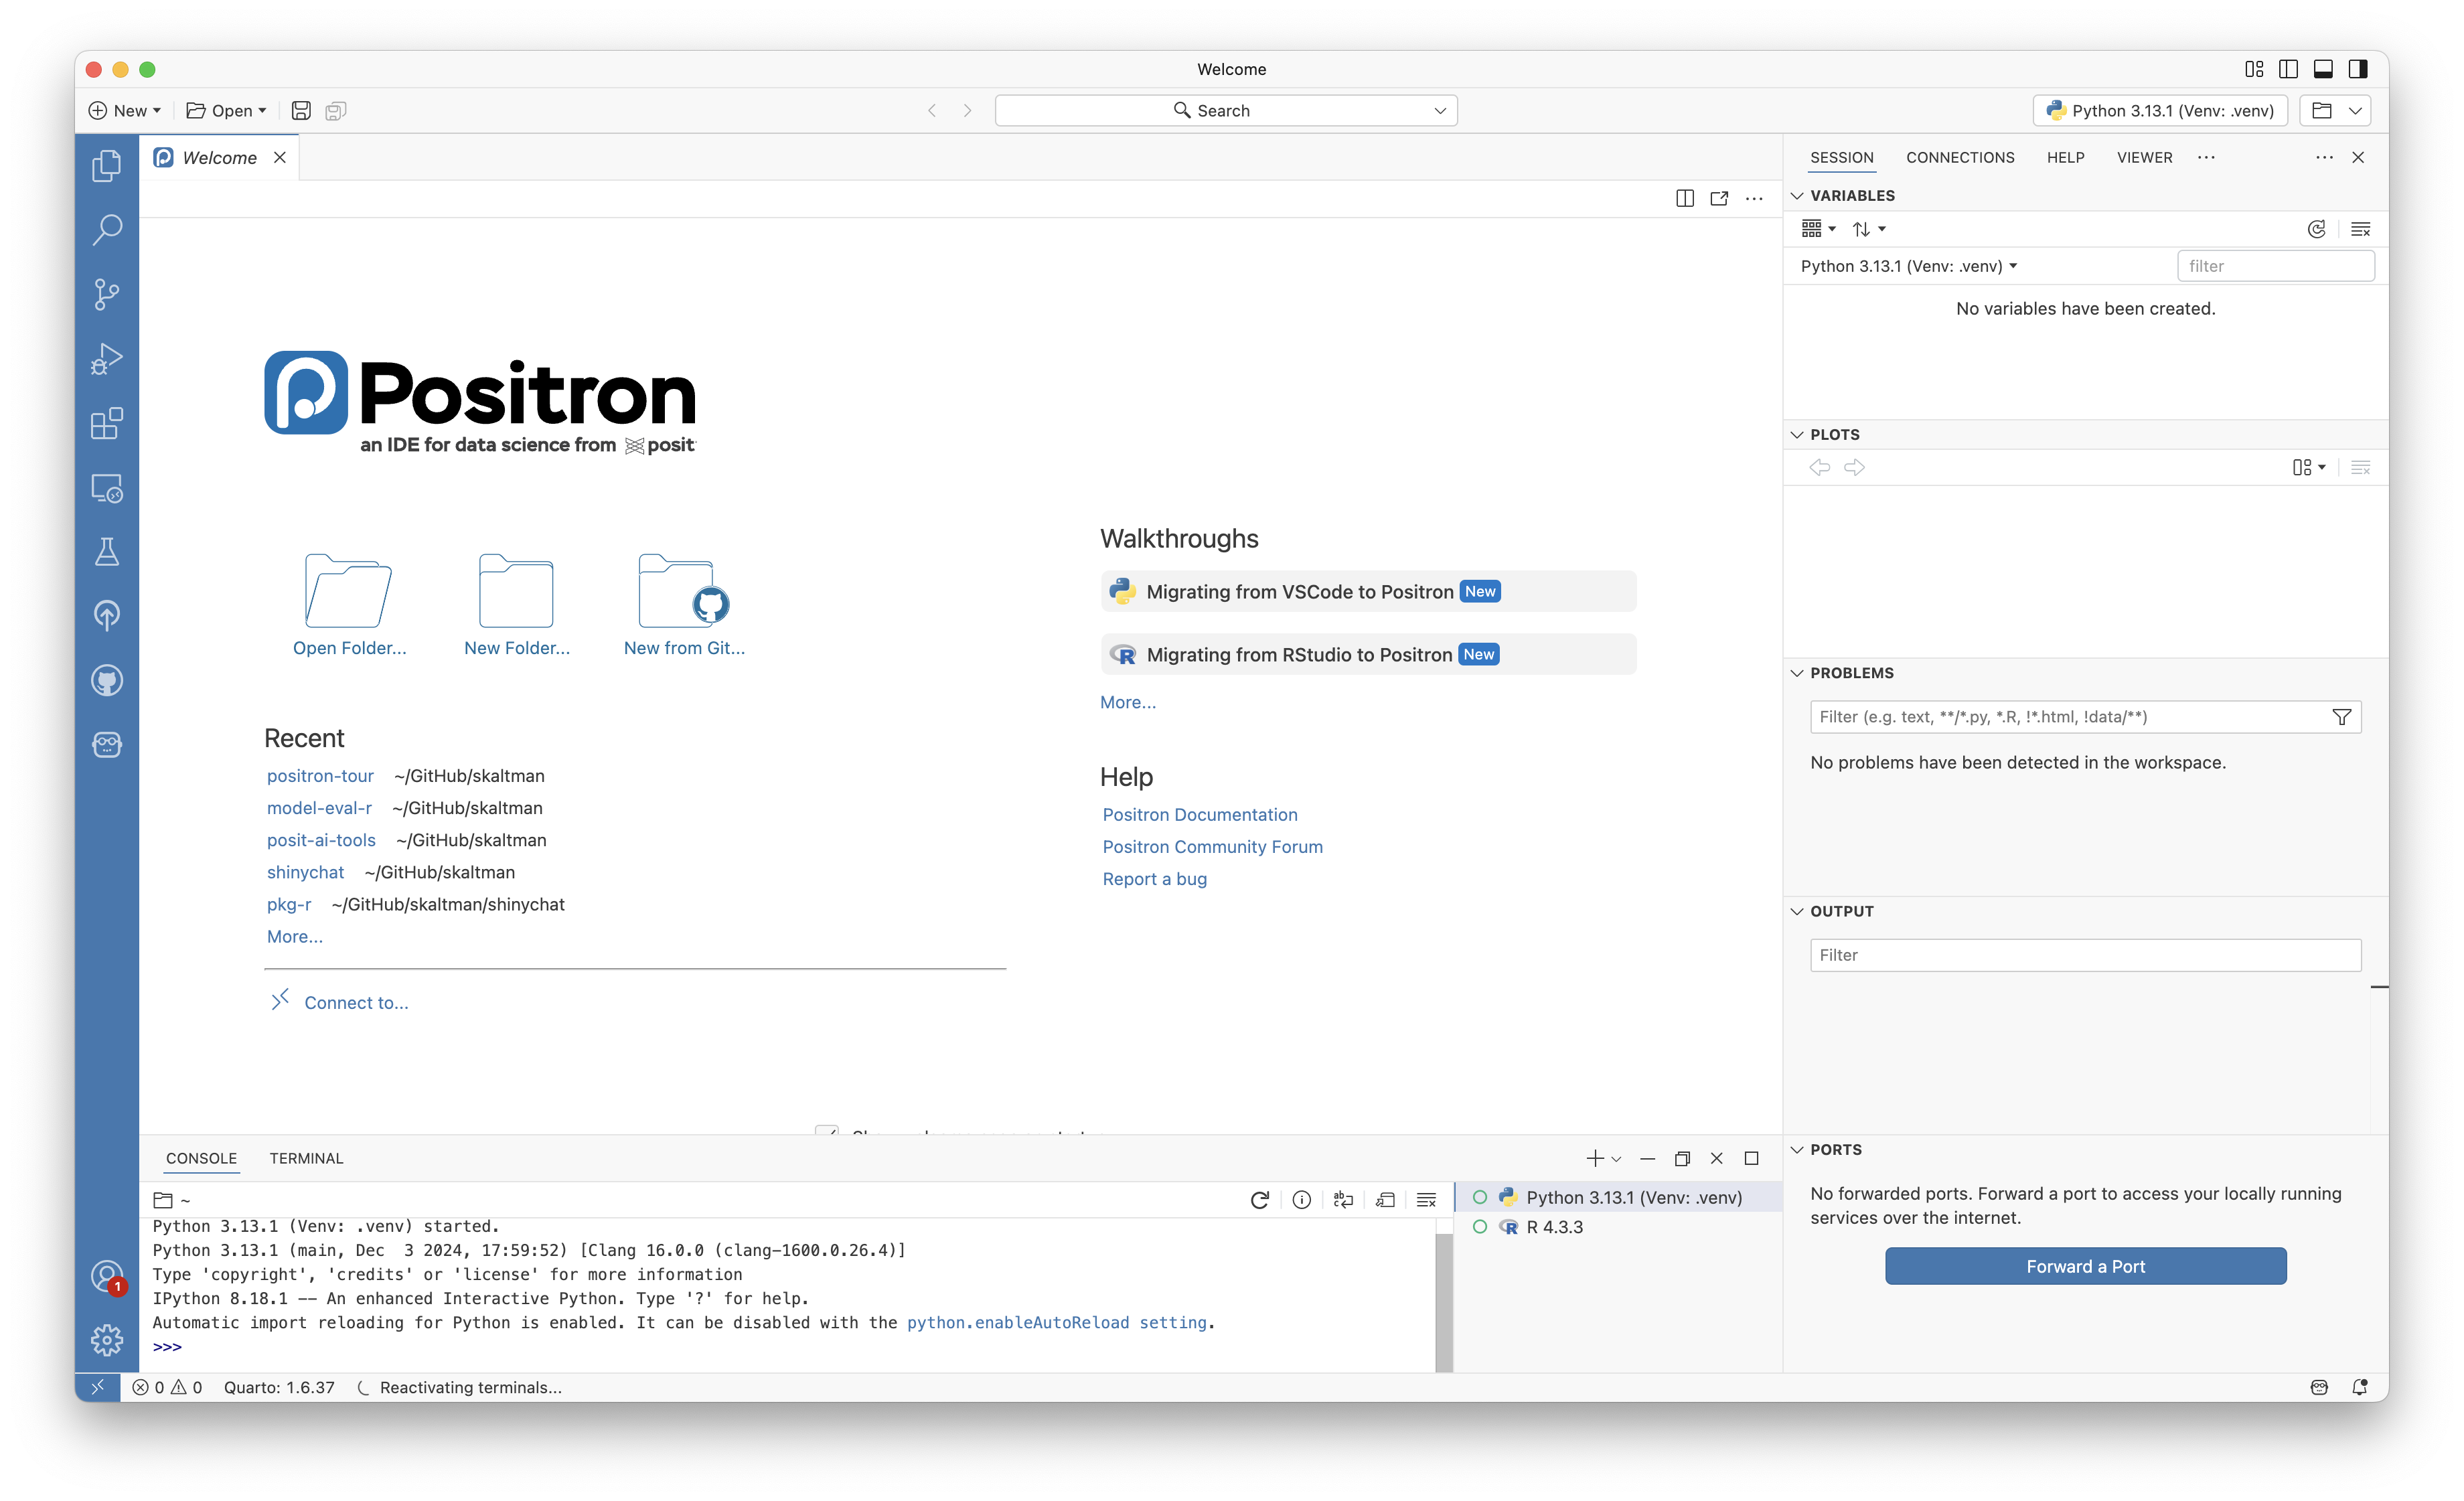 Welcome
New
Open
Search
Python 3.13.1 (Venv: .venv)
Welcome
SESSION CONNECTIONS HELP VIEWER
VARIABLES
Python 3.13.1 (Venv: .venv)
filter
No variables have been created.
Positron
an IDE for data science from posit
PLOTS
Open Folder...
New Folder...
New from Git...
Walkthroughs
Migrating from VSCode to Positron New
Migrating from RStudio to Positron New
More...
Recent
positron-tour ~/GitHub/skaltman
model-eval-r ~/GitHub/skaltman
posit-ai-tools ~/GitHub/skaltman
shinychat ~/GitHub/skaltman
pkg-r ~/GitHub/skaltman/shinychat
More...
Connect to...
Help
Positron Documentation
Positron Community Forum
Report a bug
PROBLEMS
Filter (e.g. text, **/*.py, *.R, !*.html, !data/**)
No problems have been detected in the workspace.
OUTPUT
Filter
CONSOLE TERMINAL
~
Python 3.13.1 (Venv: .venv) started.
Python 3.13.1 (main, Dec  3 2024, 17:59:52) [Clang 16.0.0 (clang-1600.0.26.4)]
Type 'copyright', 'credits' or 'license' for more information
IPython 8.18.1 -- An enhanced Interactive Python. Type '?' for help.
Automatic import reloading for Python is enabled. It can be disabled with the python.enableAutoReload setting.
>>>
Python 3.13.1 (Venv: .venv)
R 4.3.3
PORTS
No forwarded ports. Forward a port to access your locally running
services over the internet.
Forward a Port
1
0 0 Quarto: 1.6.37 Reactivating terminals...